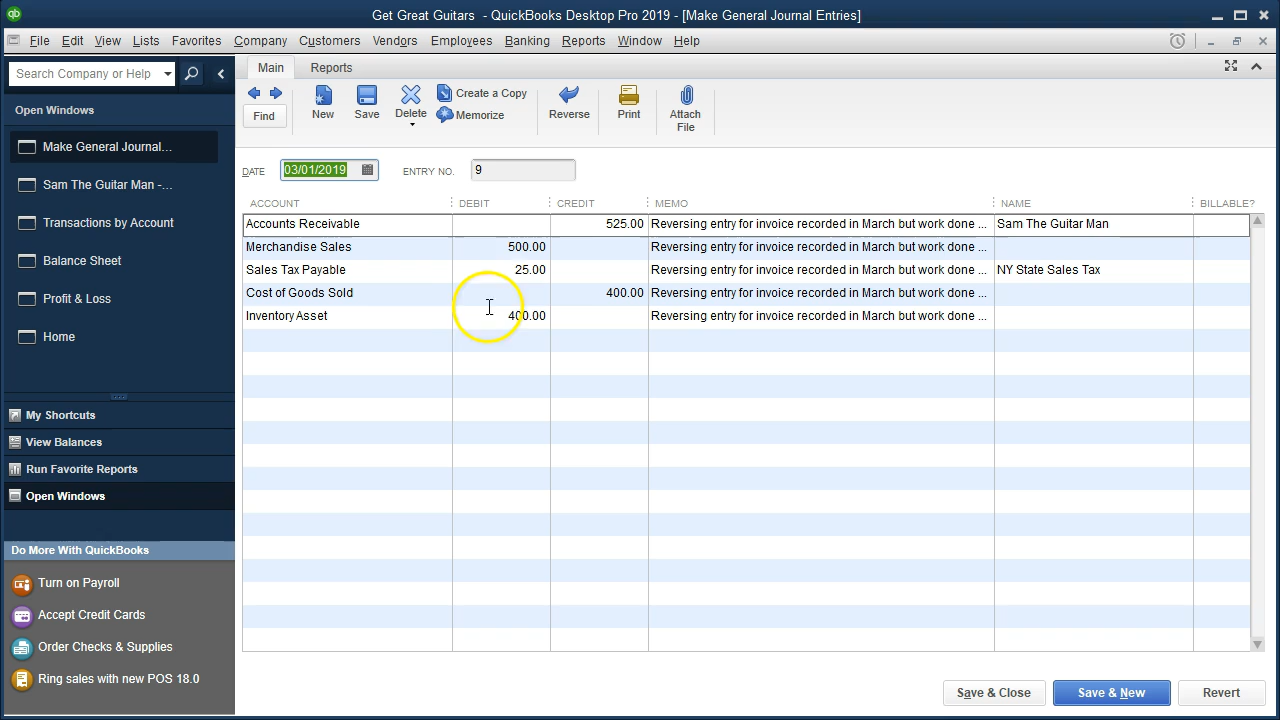 Get Great Guitars - QuickBooks Desktop Pro 2019 - [Make General Journal Entries]
File Edit View Lists Favorites Company Customers Vendors Employees Banking Reports Window Help
Search Company or Help
Open Windows
Make General Journal...
Sam The Guitar Man -...
Transactions by Account
Balance Sheet
Profit & Loss
Home
My Shortcuts
View Balances
Run Favorite Reports
Open Windows
Do More With QuickBooks
Turn on Payroll
Accept Credit Cards
Order Checks & Supplies
Ring sales with new POS 18.0
Main Reports
Find
New
Save
Delete
Create a Copy
Memorize
Reverse
Print
Attach
File
DATE 03/01/2019 ENTRY NO. 9
ACCOUNT DEBIT CREDIT MEMO NAME BILLABLE?
Accounts Receivable 525.00 Reversing entry for invoice recorded in March but work done ... Sam The Guitar Man
Merchandise Sales 500.00 Reversing entry for invoice recorded in March but work done ...
Sales Tax Payable 25.00 Reversing entry for invoice recorded in March but work done ... NY State Sales Tax
Cost of Goods Sold 400.00 Reversing entry for invoice recorded in March but work done ...
Inventory Asset 400.00 Reversing entry for invoice recorded in March but work done ...
Save & Close Save & New Revert